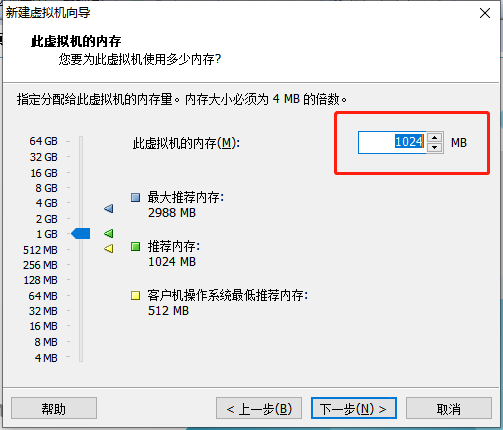 新建虚拟机向导
此虚拟机的内存
您要为此虚拟机使用多少内存?
指定分配给此虚拟机的内存量。内存大小必须为 4 MB 的倍数。
64 GB
32 GB
16 GB
8 GB
4 GB
2 GB
1 GB
512 MB
256 MB
128 MB
64 MB
32 MB
16 MB
8 MB
4 MB
此虚拟机的内存(M):
1024 MB
最大推荐内存:
2988 MB
推荐内存:
1024 MB
客户机操作系统最低推荐内存:
512 MB
帮助
< 上一步(B)
下一步(N) >
取消